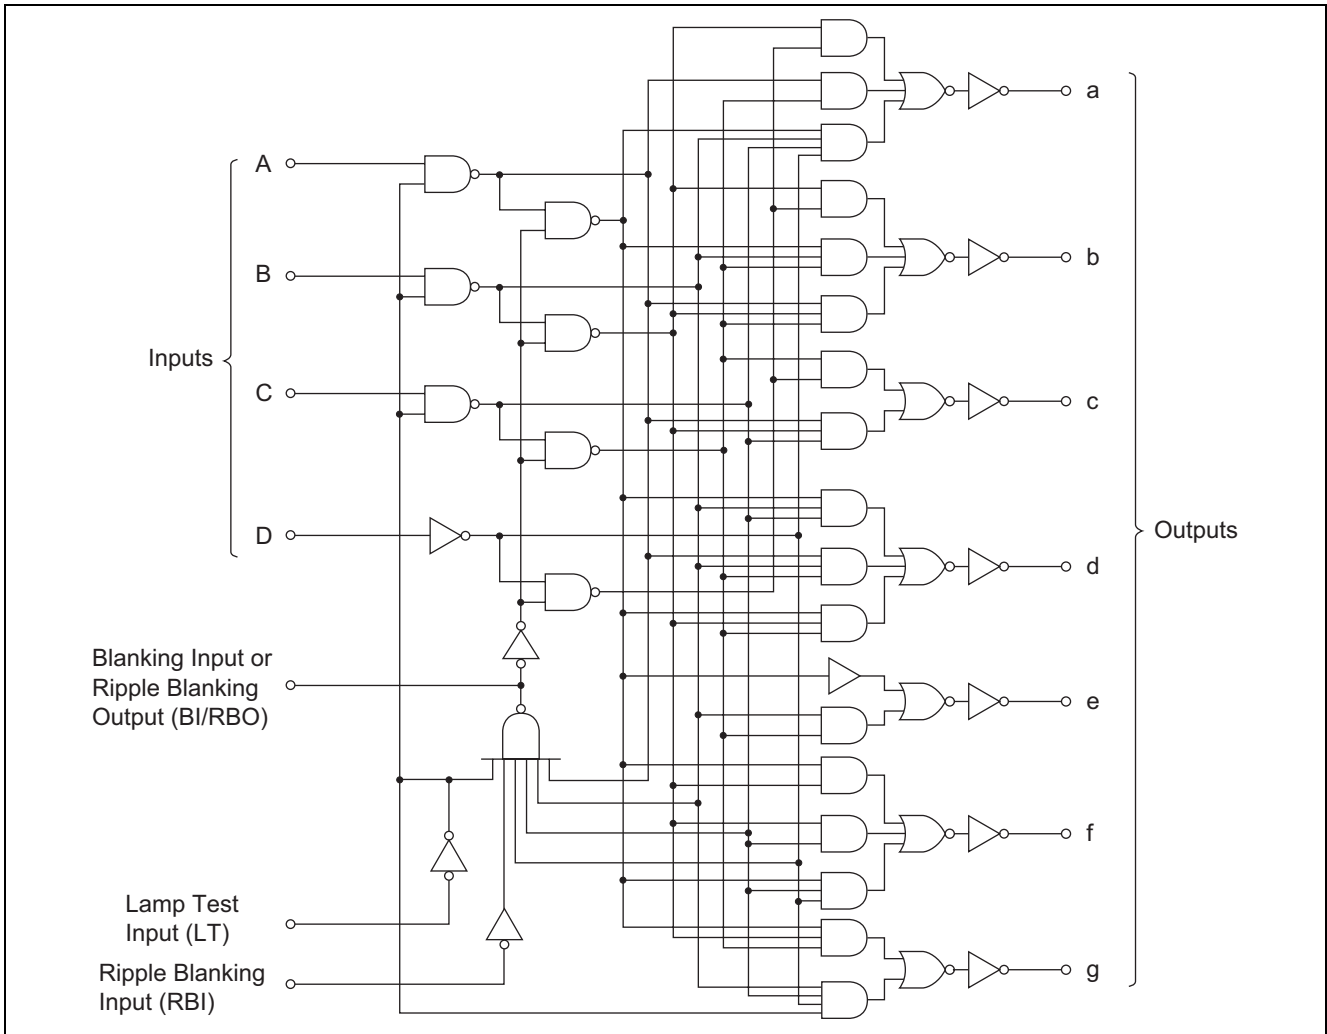 A
B
Inputs
C
D
Blanking Input or
Ripple Blanking
Output (BI/RBO)
Lamp Test
Input (LT)
Ripple Blanking
Input (RBI)
a
b
c
d
e
f
g
Outputs